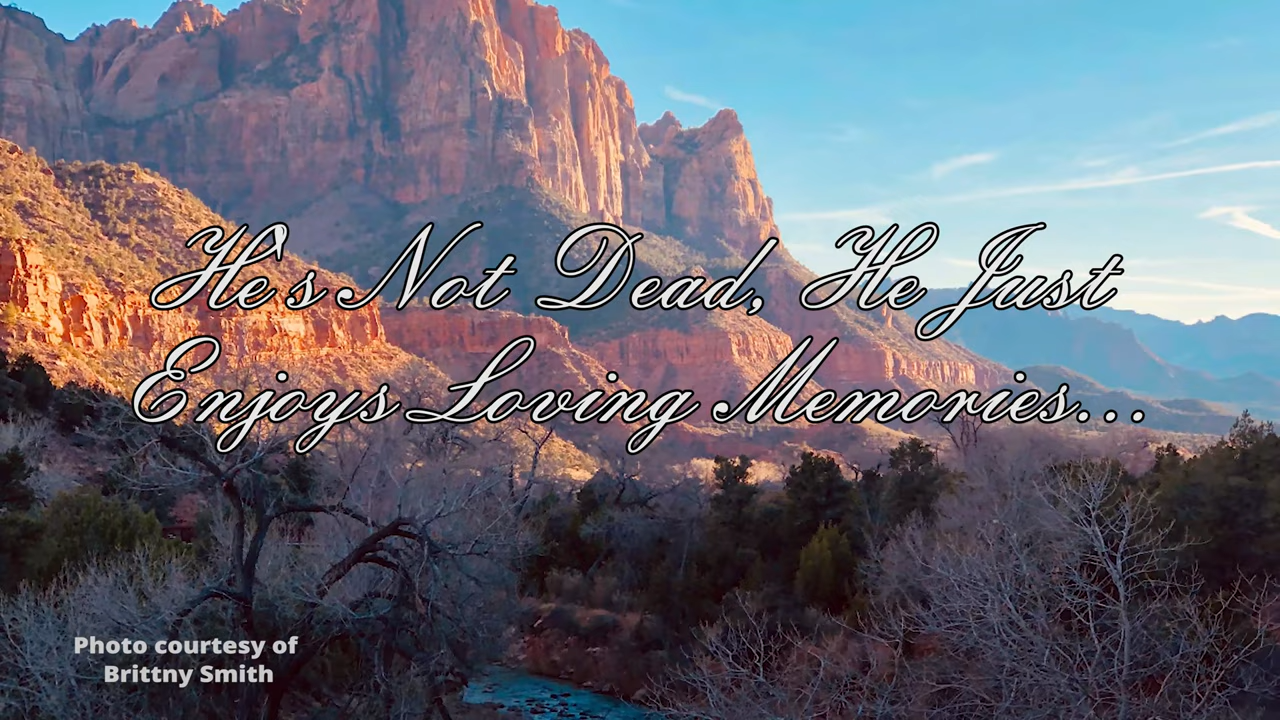 He's Not Dead, He Just
Enjoys Loving Memories...
Photo courtesy of
Brittny Smith